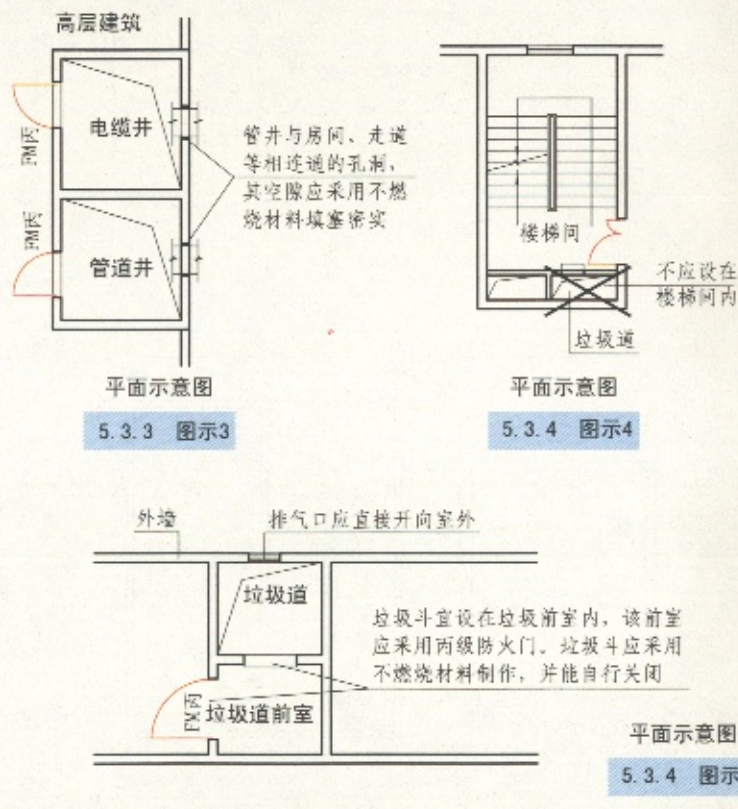 高层建筑
电缆井
FM丙
管井与房间、走道
等相连通的孔洞,
其空隙应采用不燃
烧材料填塞密实
FM丙
管道井
平面示意图
5.3.3 图示3
楼梯间
不应设在
楼梯间内
垃圾道
平面示意图
5.3.4 图示4
外墙
排气口应直接开向室外
垃圾道
垃圾斗宜设在垃圾前室内, 该前室
应采用丙级防火门。垃圾斗应采用
不燃烧材料制作, 并能自行关闭
FM丙
垃圾道前室
平面示意图
5.3.4 图示